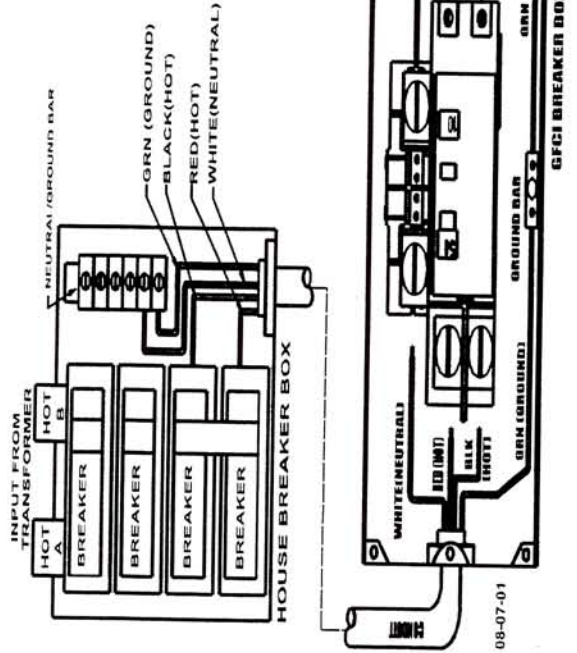 INPUT FROM
TRANSFORMER
HOT
A
HOT
B
NEUTRAL/GROUND BAR
BREAKER
BREAKER
BREAKER
BREAKER
GRN (GROUND)
BLACK(HOT)
RED(HOT)
WHITE(NEUTRAL)
HOUSE BREAKER BOX
WHITE(NEUTRAL)
RED (HOT)
BLK
(HOT)
GRN (GROUND)
GROUND BAR
GRN
GFCI BREAKER BO
08-07-01